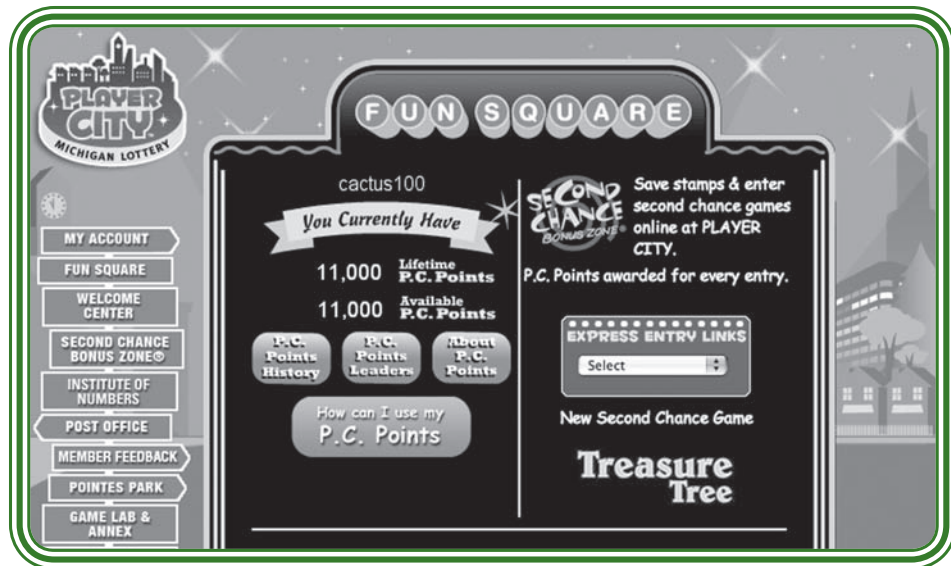 PLAYER
CITY
MICHIGAN LOTTERY
FUN SQUARE
MY ACCOUNT
FUN SQUARE
WELCOME
CENTER
SECOND CHANCE
BONUS ZONE®
INSTITUTE OF
NUMBERS
POST OFFICE
MEMBER FEEDBACK
POINTES PARK
GAME LAB &
ANNEX
cactus100
You Currently Have
11,000 Lifetime
P.C. Points
11,000 Available
P.C. Points
P.C.
Points
History
P.C.
Points
Leaders
About
P.C.
Points
How can I use my
P.C. Points
SECOND
CHANCE
BONUS ZONE®
Save stamps & enter
second chance games
online at PLAYER
CITY.
P.C. Points awarded for every entry.
EXPRESS ENTRY LINKS
Select
New Second Chance Game
Treasure
Tree